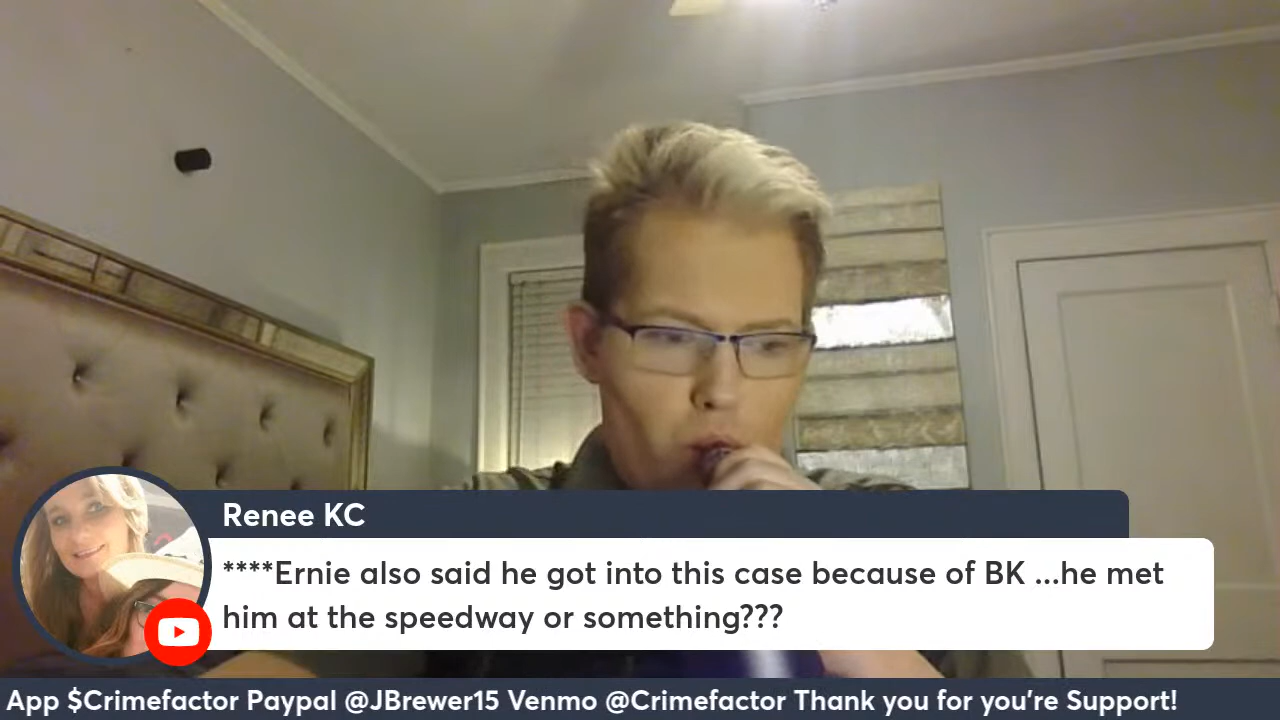 Renee KC
****Ernie also said he got into this case because of BK ...he met
him at the speedway or something???
App $Crimefactor Paypal @JBrewer15 Venmo @Crimefactor Thank you for you're Support!